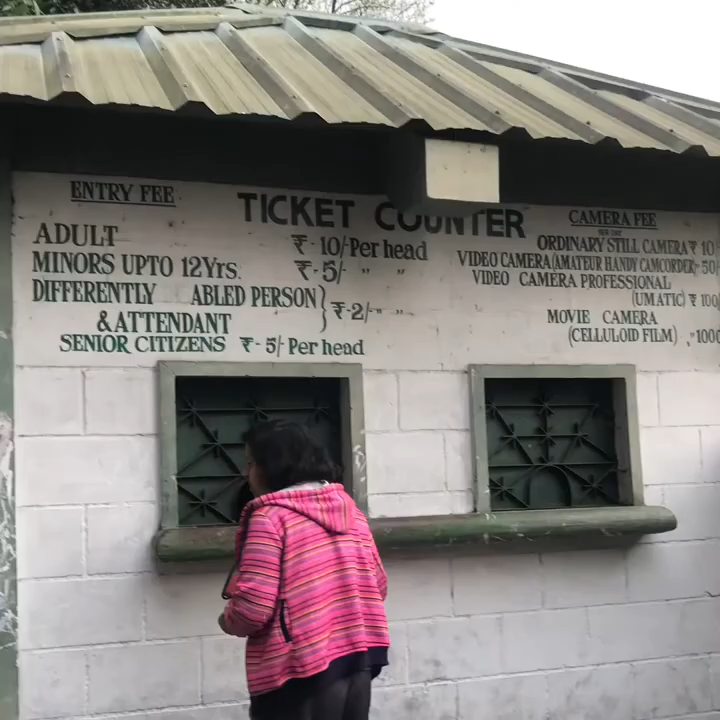 TICKET COUNTER
ENTRY FEE
ADULT ₹-10/-Per head
MINORS UPTO 12Yrs. ₹-5/- " "
DIFFERENTLY ABLED PERSON
&ATTENDANT } ₹-2/- " "
SENIOR CITIZENS ₹-5/-Per head
CAMERA FEE
PER DAY
ORDINARY STILL CAMERA ₹ 10
VIDEO CAMERA (AMATEUR HANDY CAMCORDER)- 50/
VIDEO CAMERA PROFESSIONAL
(UMATIC) ₹ 100
MOVIE CAMERA
(CELLULOID FILM) ,, 1000